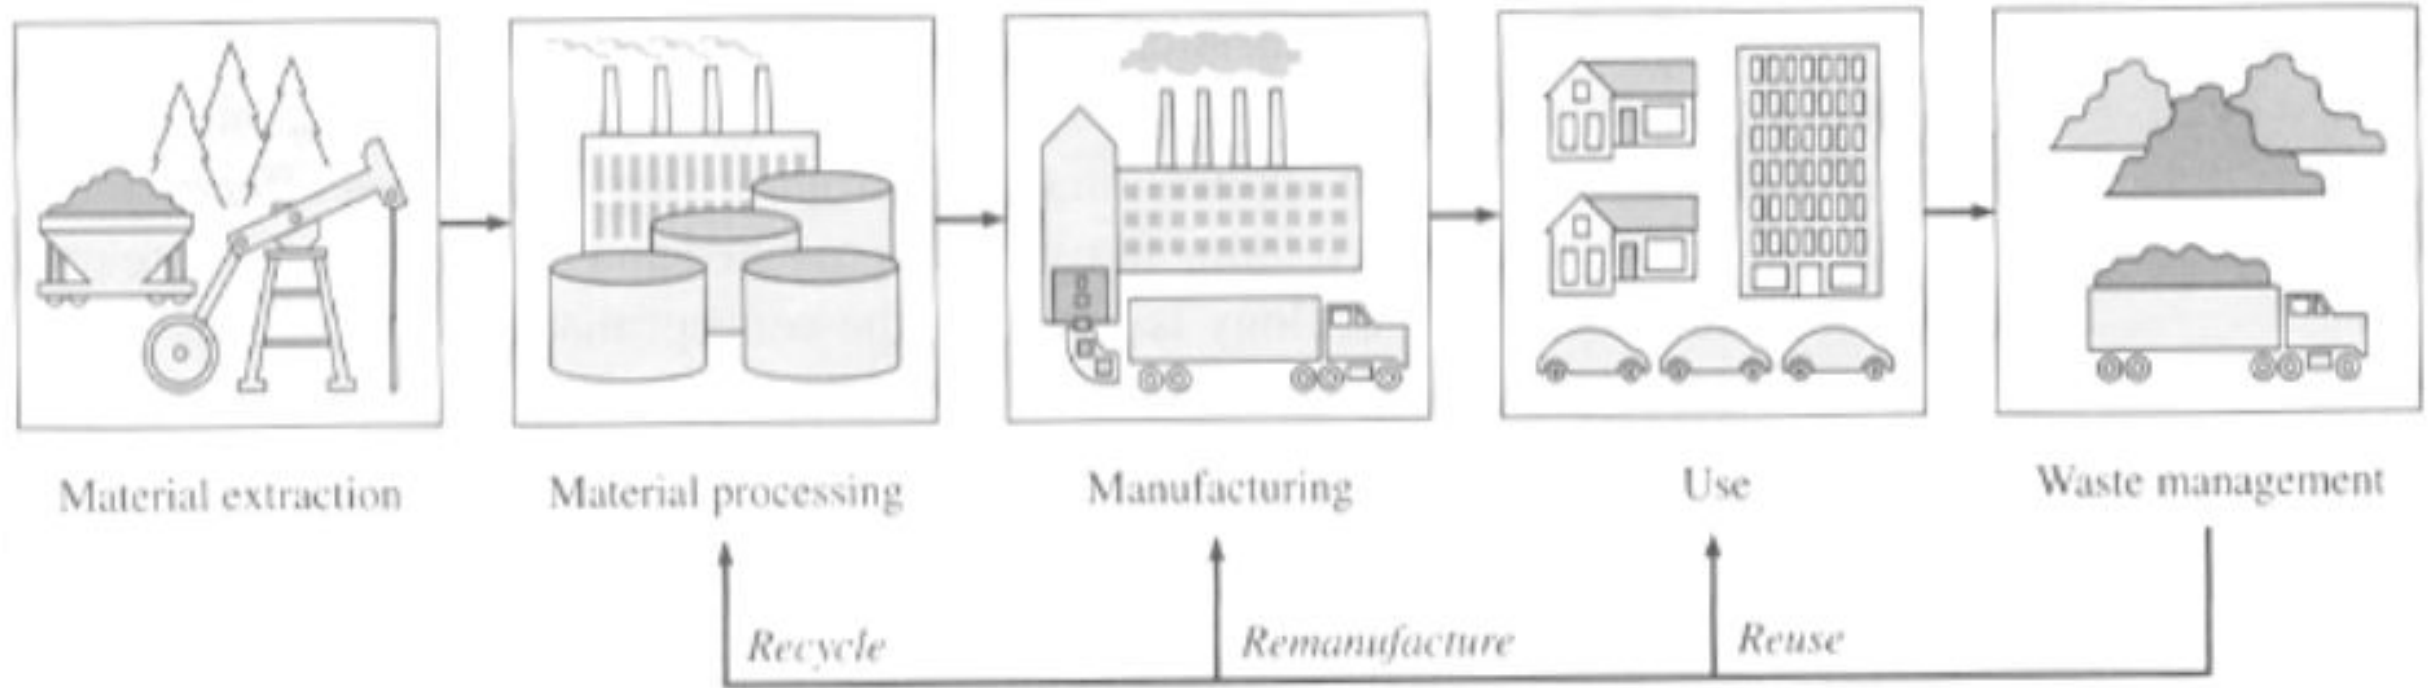 Material extraction
Material processing
Manufacturing
Use
Waste management
Recycle
Remanufacture
Reuse